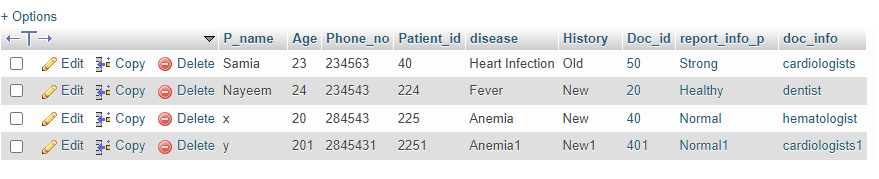 + Options
P_name Age Phone_no Patient_id disease History Doc_id report_info_p doc_info
Edit Copy Delete Samia 23 234563 40 Heart Infection Old 50 Strong cardiologists
Edit Copy Delete Nayeem 24 234543 224 Fever New 20 Healthy dentist
Edit Copy Delete x 20 284543 225 Anemia New 40 Normal hematologist
Edit Copy Delete y 201 2845431 2251 Anemia1 New1 401 Normal1 cardiologists1